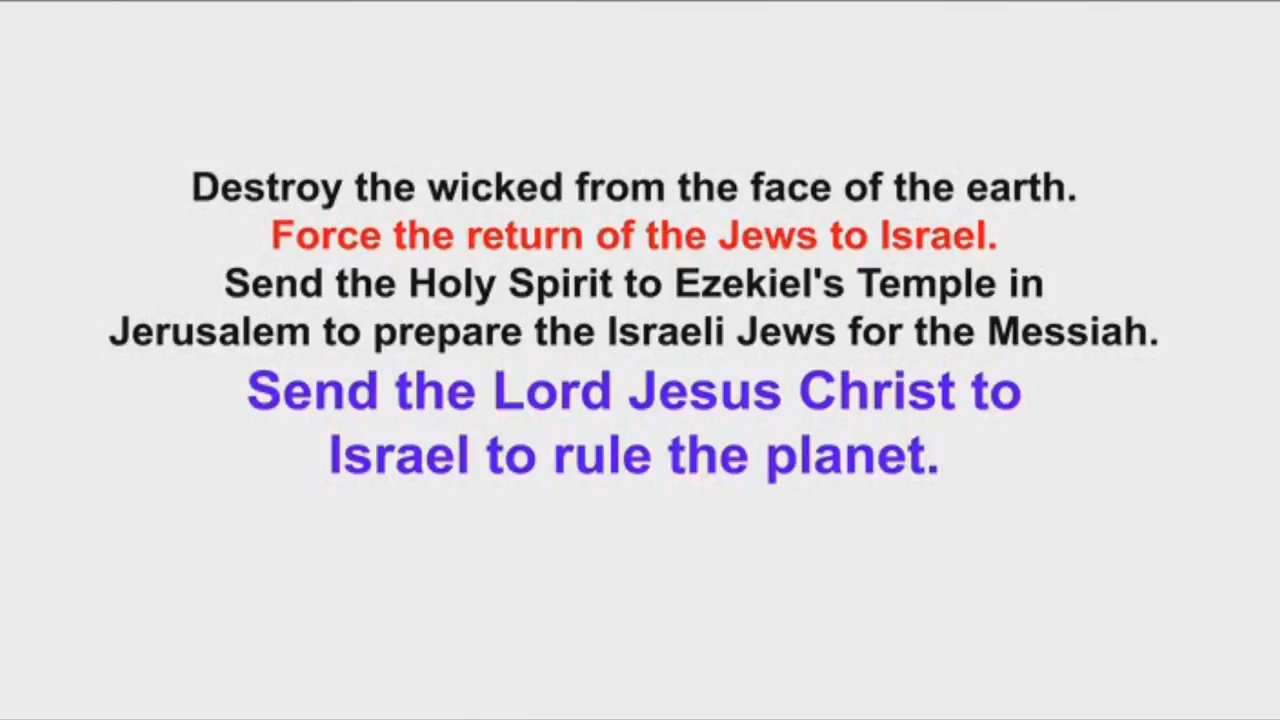 Destroy the wicked from the face of the earth.
Force the return of the Jews to Israel.
Send the Holy Spirit to Ezekiel's Temple in
Jerusalem to prepare the Israeli Jews for the Messiah.
Send the Lord Jesus Christ to
Israel to rule the planet.